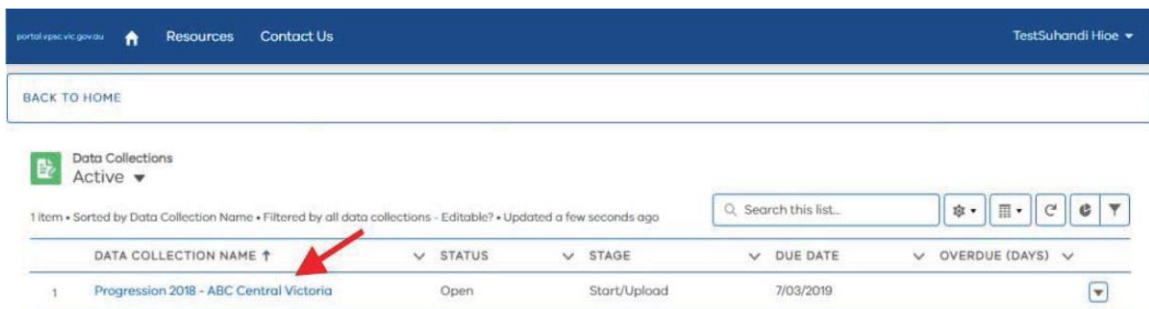 portal.vpsc.vic.gov.au Resources Contact Us TestSuhandi Hioe
BACK TO HOME
Data Collections
Active
1 item • Sorted by Data Collection Name • Filtered by all data collections - Editable? • Updated a few seconds ago
Search this list...
DATA COLLECTION NAME STATUS STAGE DUE DATE OVERDUE (DAYS)
1 Progression 2018 - ABC Central Victoria Open Start/Upload 7/03/2019